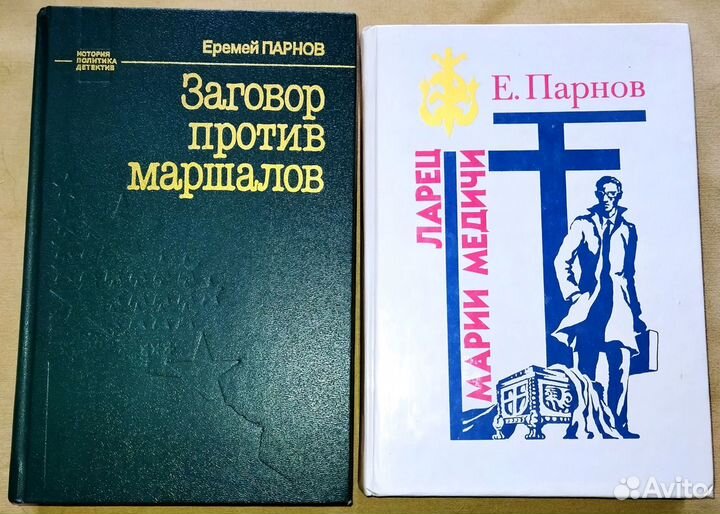 ИСТОРИЯ
ПОЛИТИКА
ДЕТЕКТИВ
Еремей ПАРНОВ
Заговор
против
маршалов
Е. Парнов
ЛАРЕЦ
МАРИИ МЕДИЧИ
Avito